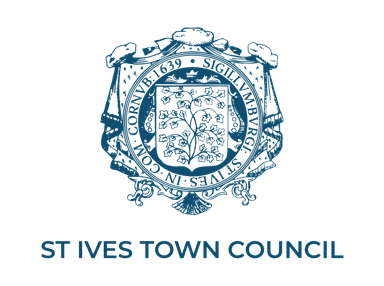 SIGILLVM·BVRGI·ST·IVES·IN·COM·CORNVB·1639·
ST IVES TOWN COUNCIL